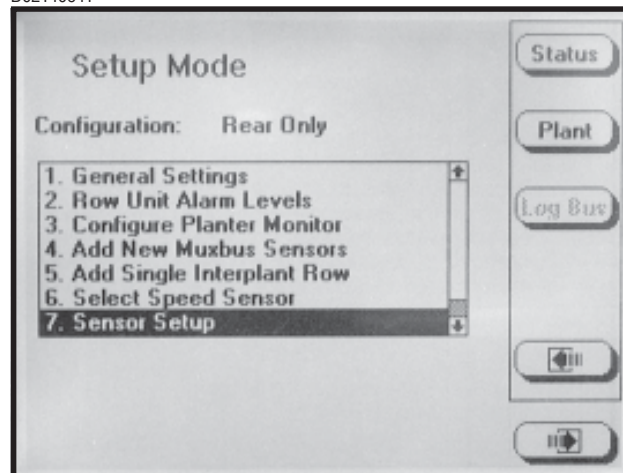 Setup Mode
Status
Configuration: Rear Only
Plant
1. General Settings
2. Row Unit Alarm Levels
3. Configure Planter Monitor
4. Add New Muxbus Sensors
5. Add Single Interplant Row
6. Select Speed Sensor
7. Sensor Setup
Log Bus